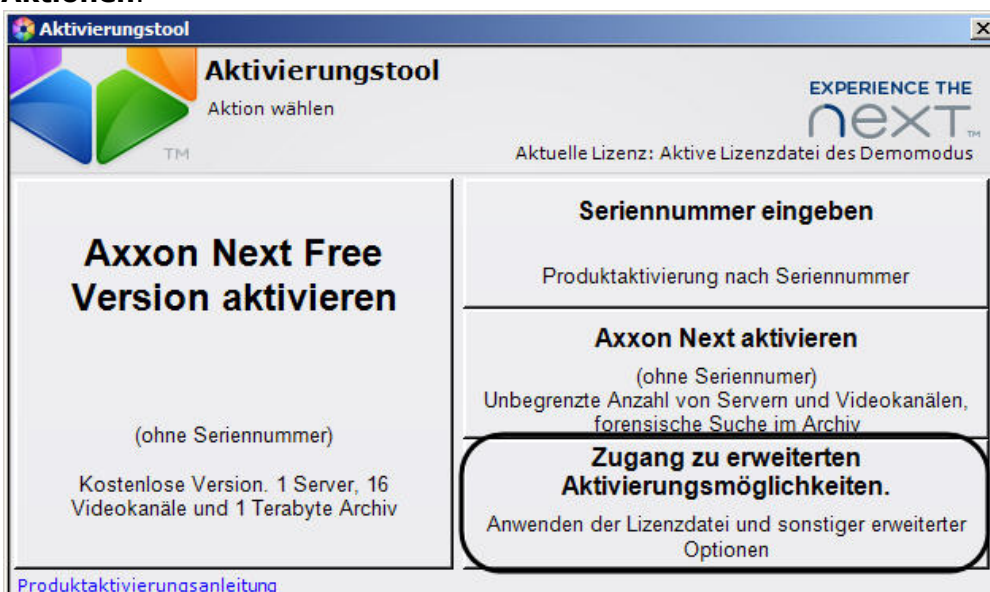 Aktionen.
Aktivierungstool
Aktivierungstool
Aktion wählen
TM
EXPERIENCE THE
next
TM
Aktuelle Lizenz: Aktive Lizenzdatei des Demomodus
Axxon Next Free
Version aktivieren
(ohne Seriennummer)
Kostenlose Version. 1 Server, 16
Videokanäle und 1 Terabyte Archiv
Seriennummer eingeben
Produktaktivierung nach Seriennummer
Axxon Next aktivieren
(ohne Seriennumer)
Unbegrenzte Anzahl von Servern und Videokanälen,
forensische Suche im Archiv
Zugang zu erweiterten
Aktivierungsmöglichkeiten.
Anwenden der Lizenzdatei und sonstiger erweiterter
Optionen
Produktaktivierungsanleitung